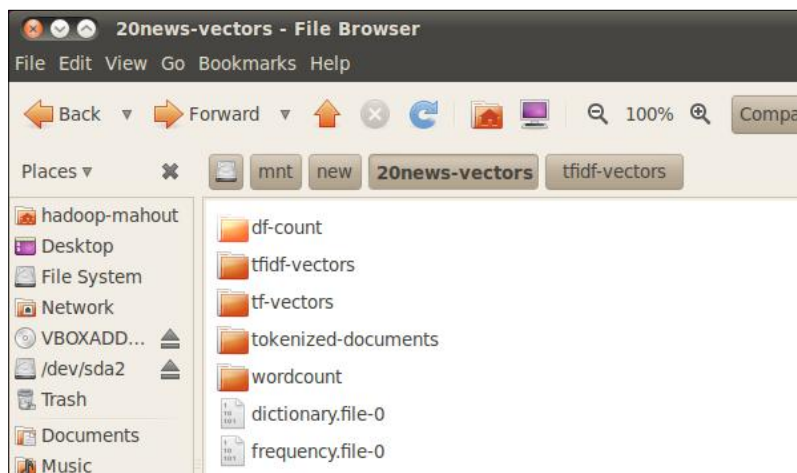 20news-vectors - File Browser
File Edit View Go Bookmarks Help
Back Forward 100% Compa
Places mnt new 20news-vectors tfidf-vectors
hadoop-mahout
Desktop
File System
Network
VBOXADD...
/dev/sda2
Trash
Documents
Music
df-count
tfidf-vectors
tf-vectors
tokenized-documents
wordcount
dictionary.file-0
frequency.file-0